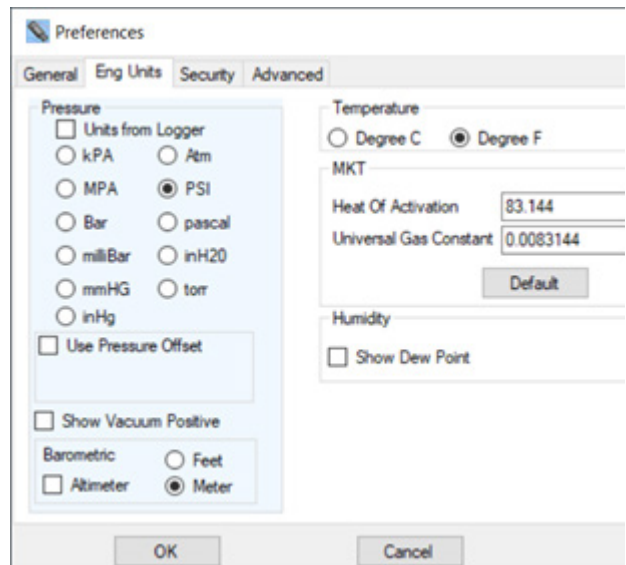 Preferences
General Eng Units Security Advanced
Pressure
Units from Logger
kPA Atm
MPA PSI
Bar pascal
milliBar inH20
mmHG torr
inHg
Use Pressure Offset
Show Vacuum Positive
Barometric Feet
Altimeter Meter
Temperature
Degree C Degree F
MKT
Heat Of Activation 83.144
Universal Gas Constant 0.0083144
Default
Humidity
Show Dew Point
OK Cancel